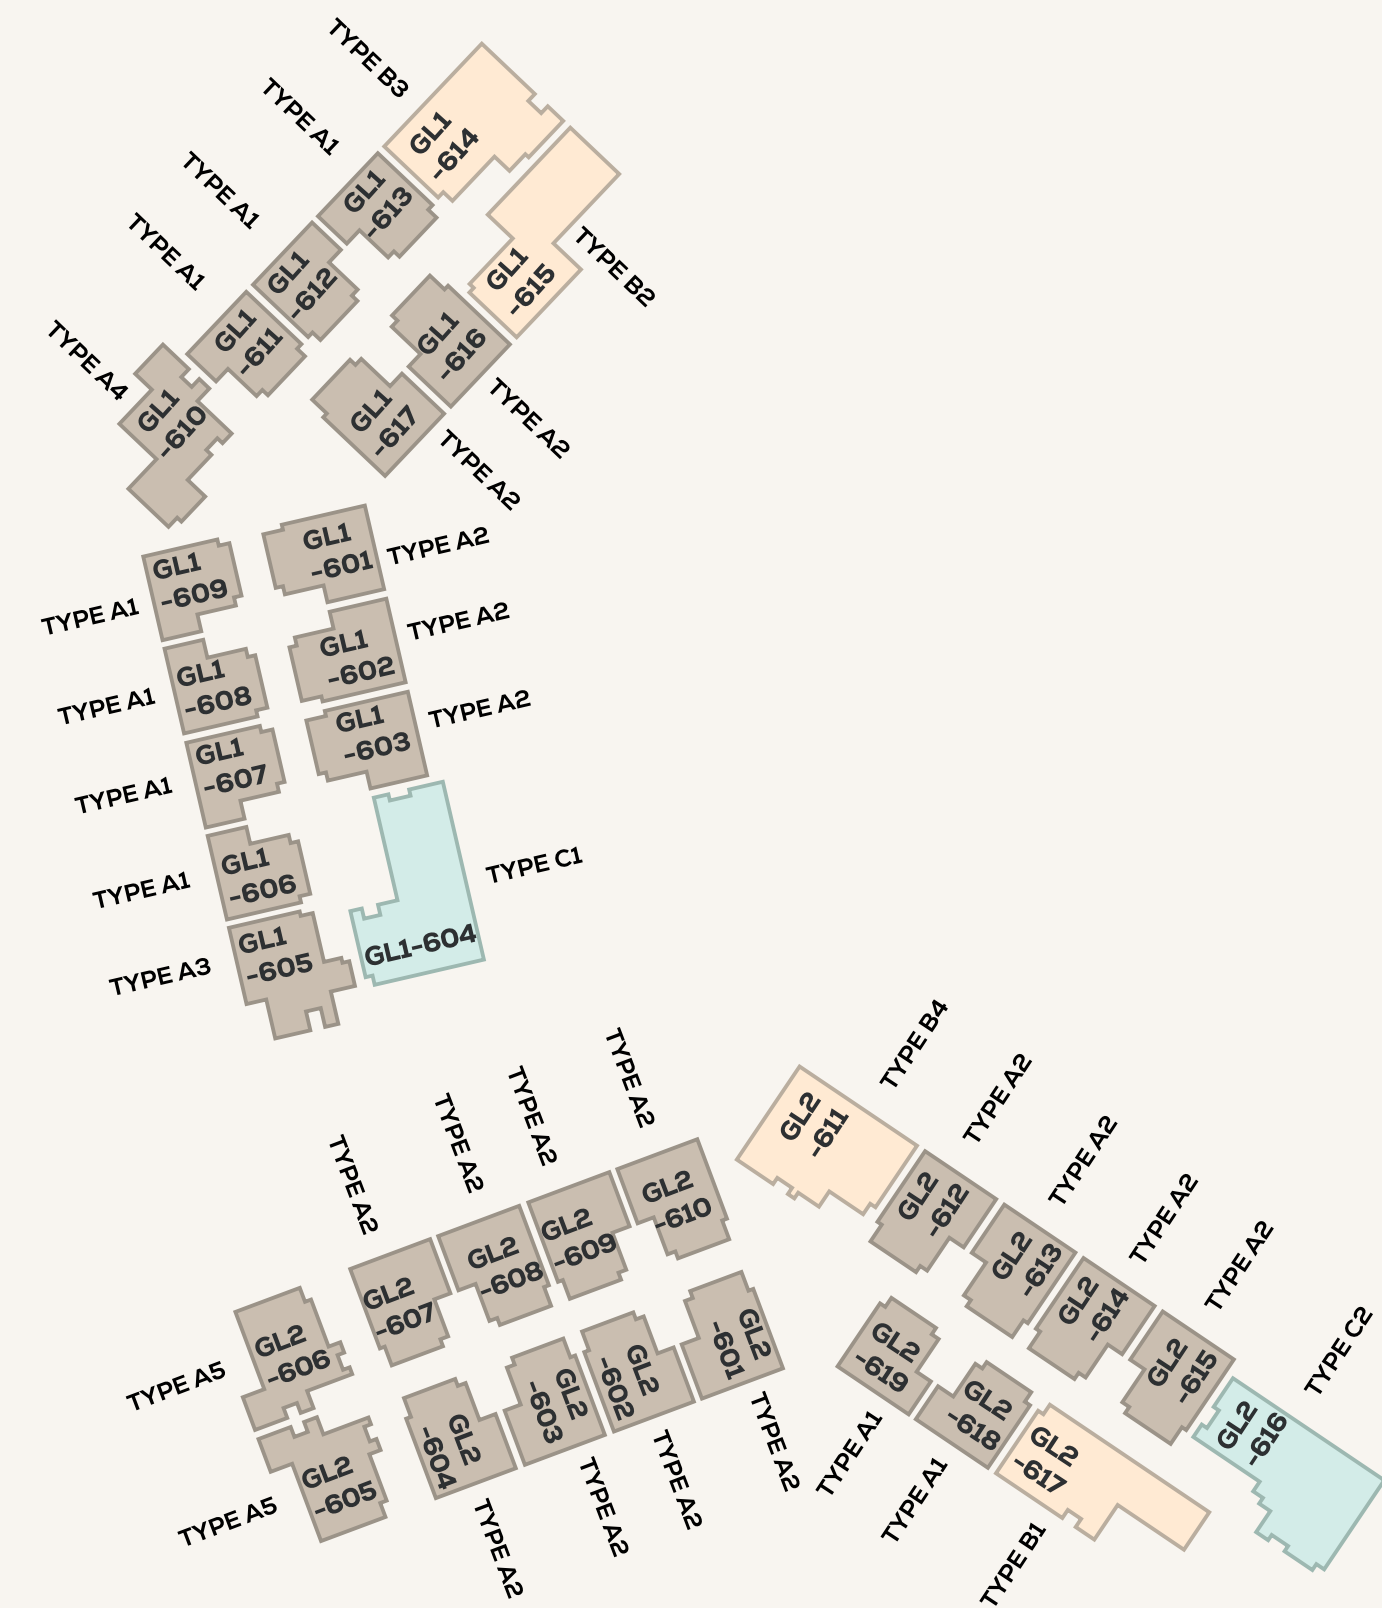 TYPE B3
GL1
-614
TYPE A1
GL1
-613
TYPE A1
GL1
-612
TYPE B2
GL1
-615
TYPE A1
GL1
-611
TYPE A4
GL1
-610
GL1
-616
TYPE A2
GL1
-617
TYPE A2
GL1
-601
TYPE A2
GL1
-609
TYPE A1
GL1
-602
TYPE A2
GL1
-608
TYPE A1
GL1
-603
TYPE A2
GL1
-607
TYPE A1
GL1
-606
TYPE A1
TYPE C1
GL1-604
GL1
-605
TYPE A3
TYPE A2
TYPE A2
TYPE A2
TYPE A2
GL2
-610
GL2
-609
GL2
-608
GL2
-607
GL2
-606
TYPE A5
GL2
-605
TYPE A5
GL2
-604
TYPE A2
GL2
-603
TYPE A2
GL2
-602
TYPE A2
GL2
-601
TYPE A2
TYPE B4
GL2
-611
TYPE A2
GL2
-612
TYPE A2
GL2
-613
TYPE A2
GL2
-614
TYPE A2
GL2
-615
TYPE C2
GL2
-616
GL2
-619
TYPE A1
GL2
-618
TYPE A1
GL2
-617
TYPE B1